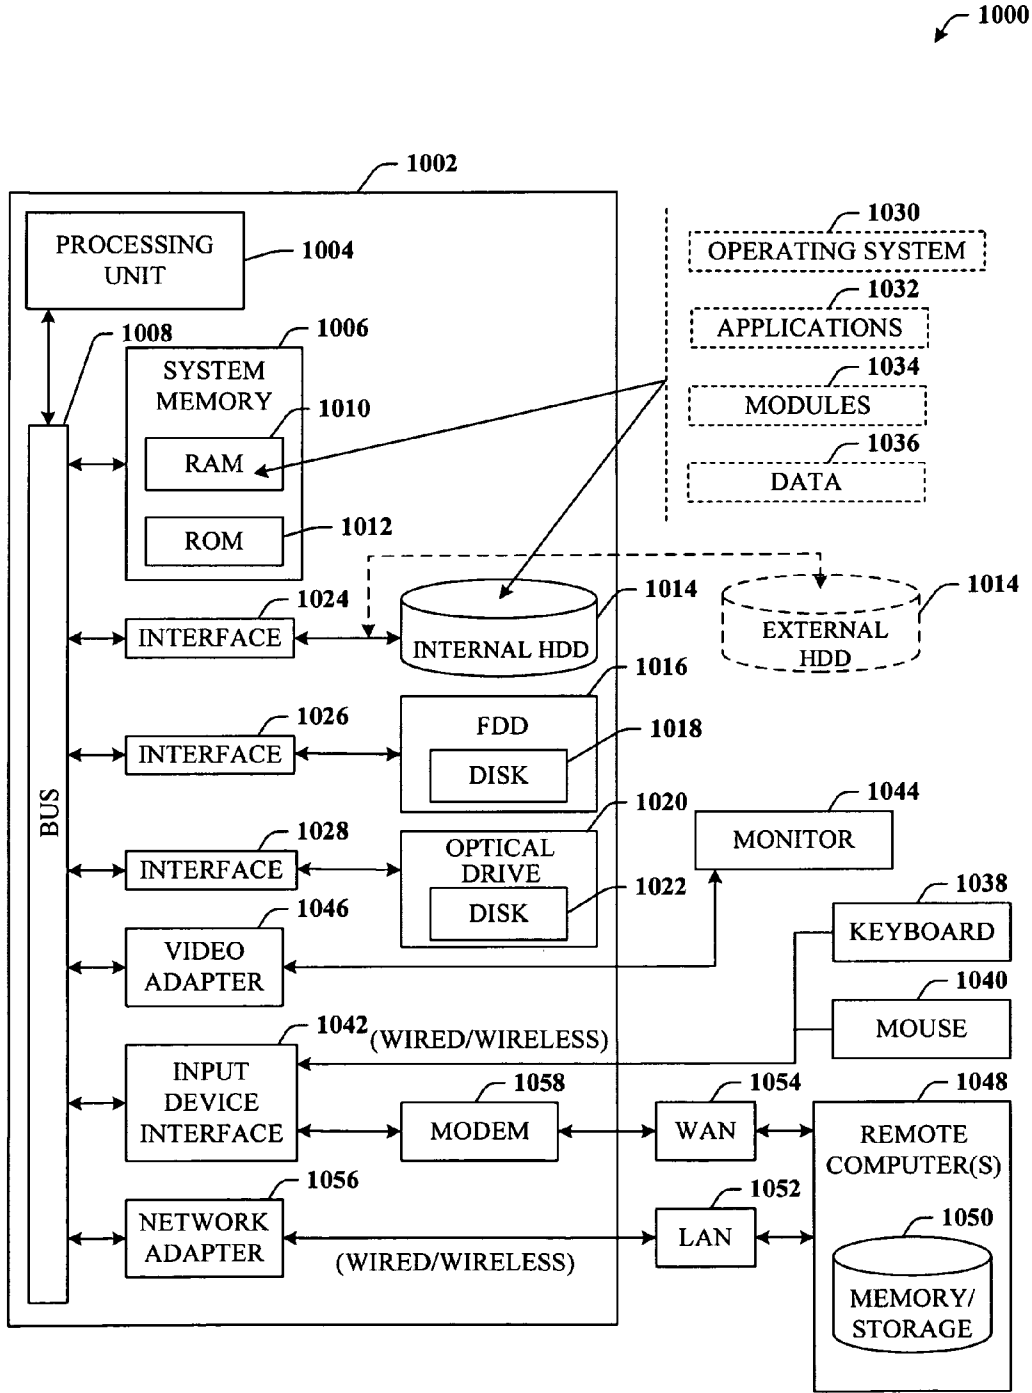 1000
1002
PROCESSING
UNIT
1004
1008
1006
SYSTEM
MEMORY
1010
RAM
1012
ROM
1030
OPERATING SYSTEM
1032
APPLICATIONS
1034
MODULES
1036
DATA
1024
INTERFACE
1014
INTERNAL HDD
1014
EXTERNAL
HDD
1026
INTERFACE
1016
FDD
1018
DISK
BUS
1028
INTERFACE
1020
OPTICAL
DRIVE
1022
DISK
1044
MONITOR
1046
VIDEO
ADAPTER
1038
KEYBOARD
1040
MOUSE
1042
(WIRED/WIRELESS)
INPUT
DEVICE
INTERFACE
1058
MODEM
1054
WAN
1048
REMOTE
COMPUTER(S)
1056
NETWORK
ADAPTER
(WIRED/WIRELESS)
1052
LAN
1050
MEMORY/
STORAGE